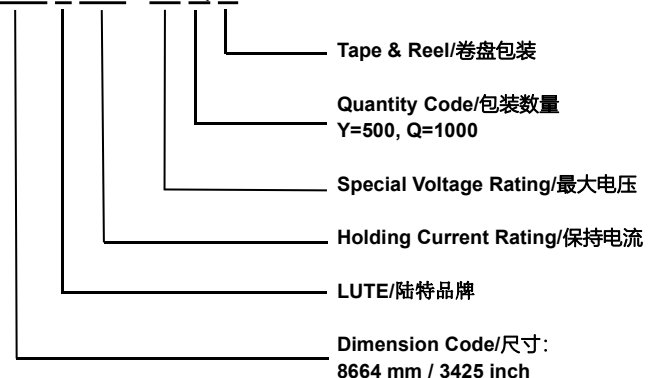 Tape & Reel/卷盘包装
Quantity Code/包装数量
Y=500, Q=1000
Special Voltage Rating/最大电压
Holding Current Rating/保持电流
LUTE/陆特品牌
Dimension Code/尺寸：
8664 mm / 3425 inch